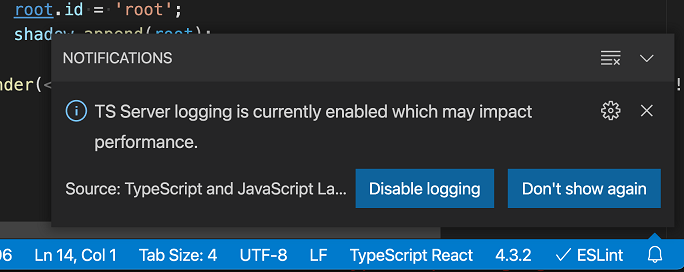 root.id = 'root';
shadow.append(root);
nder(<
NOTIFICATIONS
TS Server logging is currently enabled which may impact
performance.
Source: TypeScript and JavaScript La...
Disable logging
Don't show again
Ln 14, Col 1
Tab Size: 4
UTF-8
LF
TypeScript React
4.3.2
ESLint